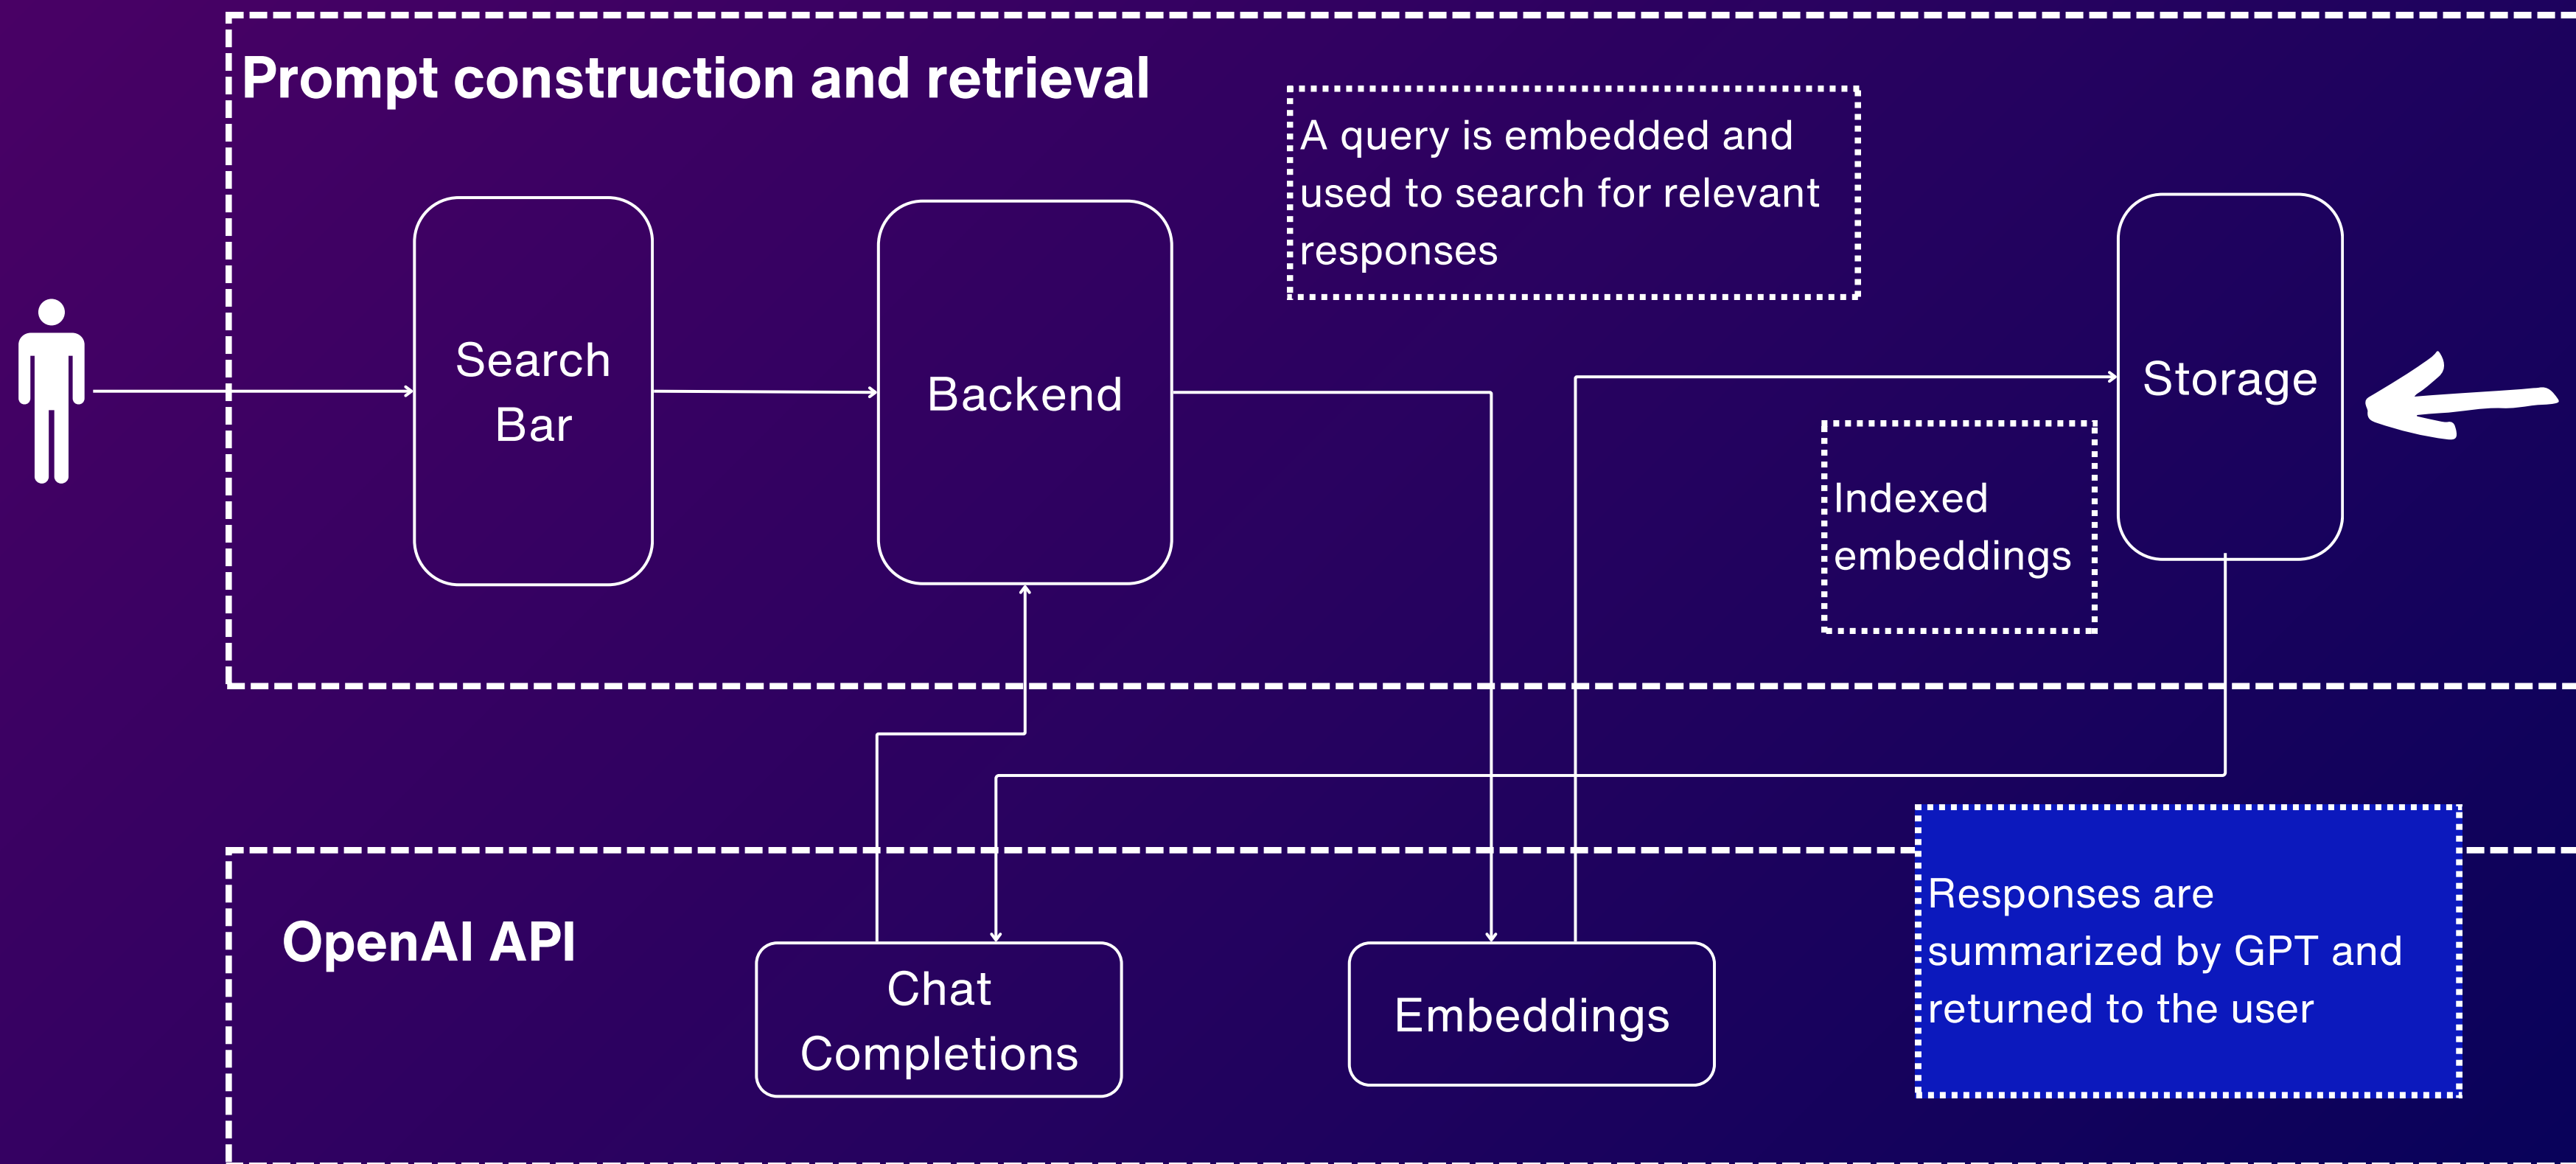 Prompt construction and retrieval
A query is embedded and
used to search for relevant
responses
Search
Bar
Backend
Storage
Indexed
embeddings
OpenAI API
Chat
Completions
Embeddings
Responses are
summarized by GPT and
returned to the user